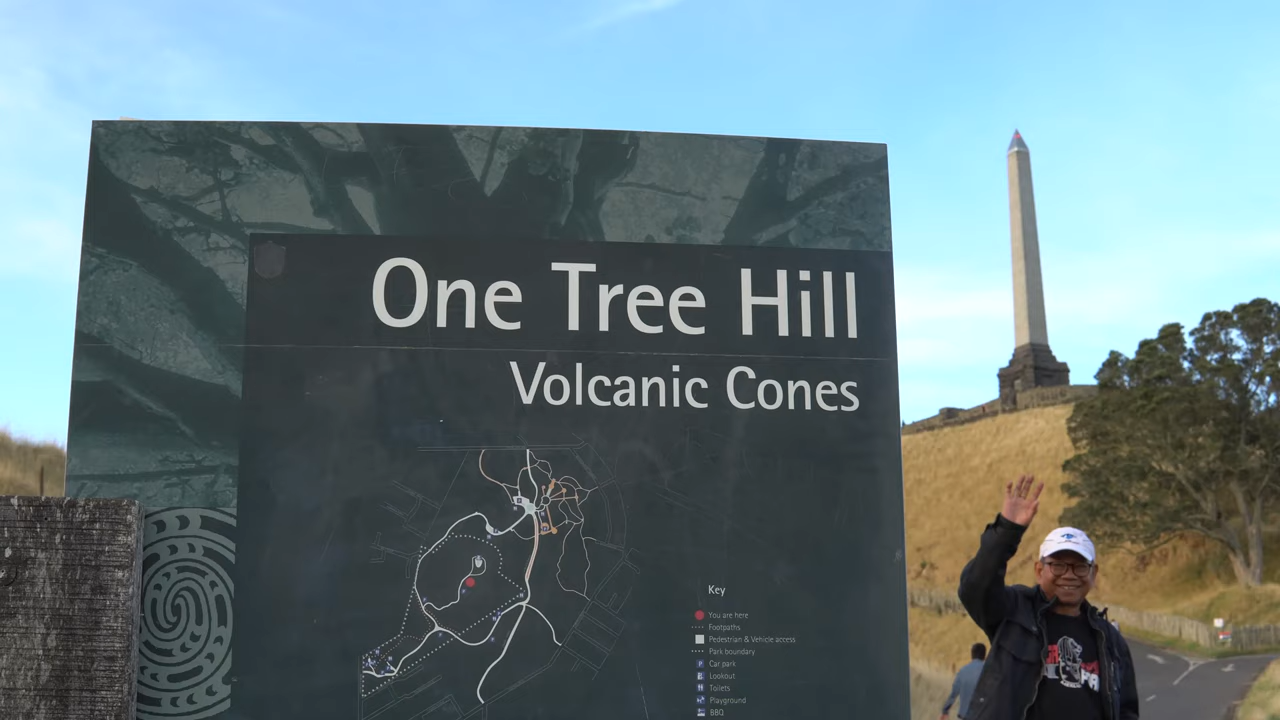 One Tree Hill
Volcanic Cones
Key
You are here
Footpaths
Pedestrian & Vehicle access
Park boundary
P Car park
Lookout
Toilets
Playground
BBQ